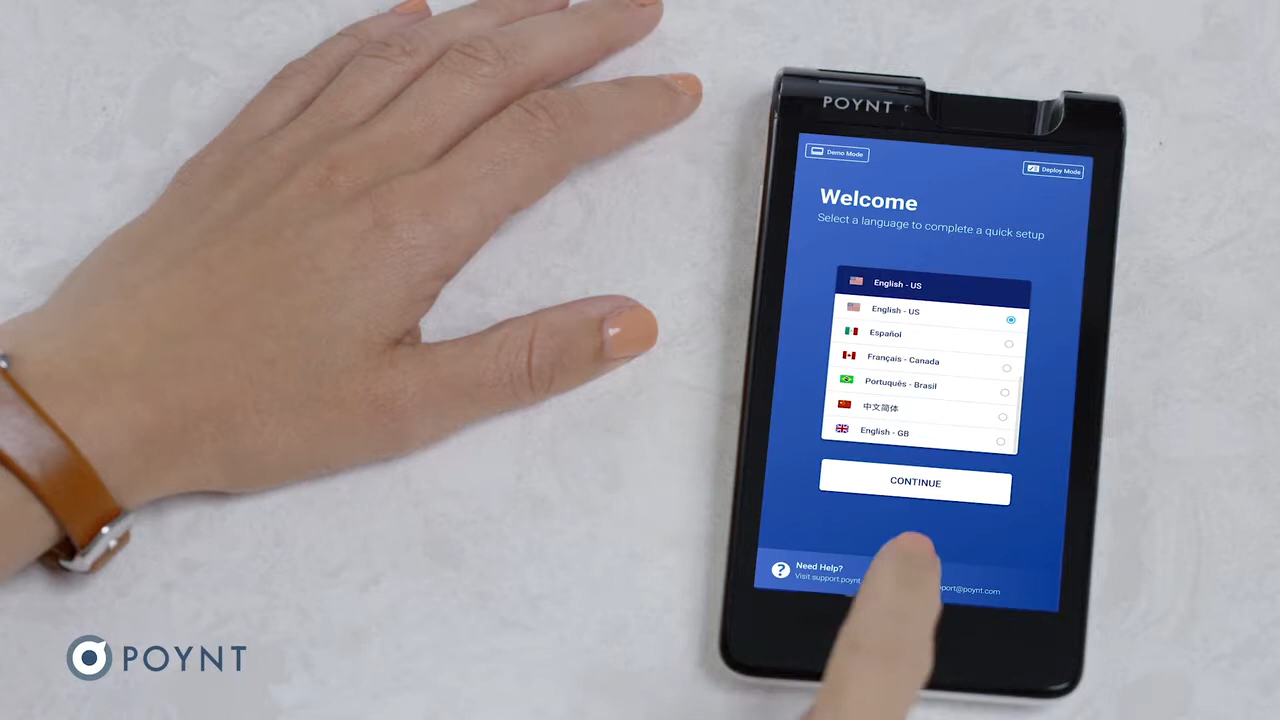 POYNT
Demo Mode
Deploy Mode
Welcome
Select a language to complete a quick setup
English - US
English - US
Español
Français - Canada
Português - Brasil
中文简体
English - GB
CONTINUE
Need Help?
Visit support.poynt port@poynt.com
POYNT